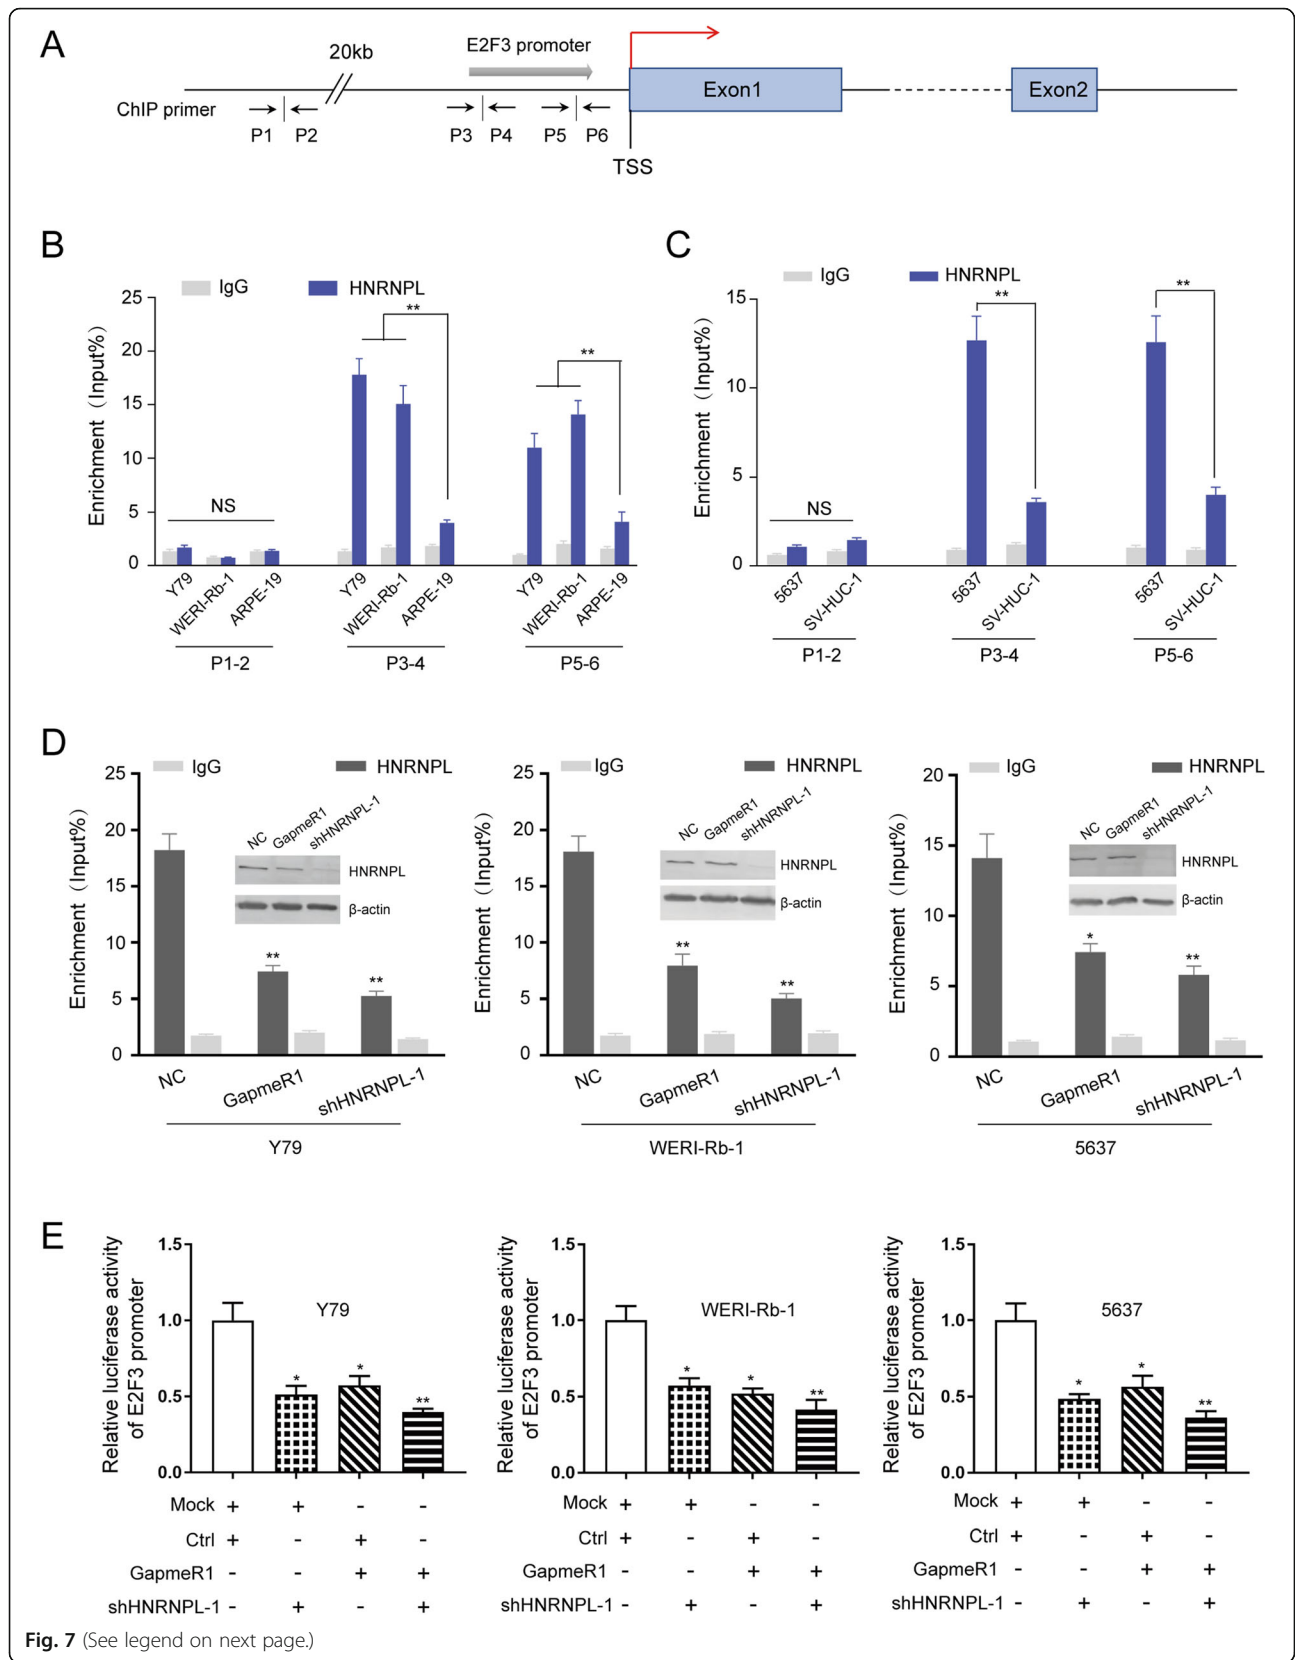 A
20kb
E2F3 promoter
Exon1
Exon2
ChIP primer
P1 P2 P3 P4 P5 P6
TSS
B
IgG HNRNPL
Enrichment（Input%）
25
20
15
10
5
0
NS
**
**
Y79 WERI-Rb-1 ARPE-19 Y79 WERI-Rb-1 ARPE-19 Y79 WERI-Rb-1 ARPE-19
P1-2 P3-4 P5-6
C
IgG HNRNPL
Enrichment（Input%）
15
10
5
0
NS
**
**
5637 SV-HUC-1 5637 SV-HUC-1 5637 SV-HUC-1
P1-2 P3-4 P5-6
D
IgG HNRNPL
Enrichment（Input%）
25
20
15
10
5
0
NC GapmeR1 shHNRNPL-1
HNRNPL
β-actin
**
**
NC GapmeR1 shHNRNPL-1
Y79
IgG HNRNPL
Enrichment（Input%）
25
20
15
10
5
0
NC GapmeR1 shHNRNPL-1
HNRNPL
β-actin
**
**
NC GapmeR1 shHNRNPL-1
WERI-Rb-1
IgG HNRNPL
Enrichment（Input%）
20
15
10
5
0
NC GapmeR1 shHNRNPL-1
HNRNPL
β-actin
*
**
NC GapmeR1 shHNRNPL-1
5637
E
Relative luciferase activity
of E2F3 promoter
1.5
1.0
0.5
0.0
Y79
* * **
Mock + + - -
Ctrl + - + -
GapmeR1 - - + +
shHNRNPL-1 - + - +
Relative luciferase activity
of E2F3 promoter
1.5
1.0
0.5
0.0
WERI-Rb-1
* * **
Mock + + - -
Ctrl + - + -
GapmeR1 - - + +
shHNRNPL-1 - + - +
Relative luciferase activity
of E2F3 promoter
1.5
1.0
0.5
0.0
5637
* * **
Mock + + - -
Ctrl + - + -
GapmeR1 - - + +
shHNRNPL-1 - + - +
Fig. 7 (See legend on next page.)